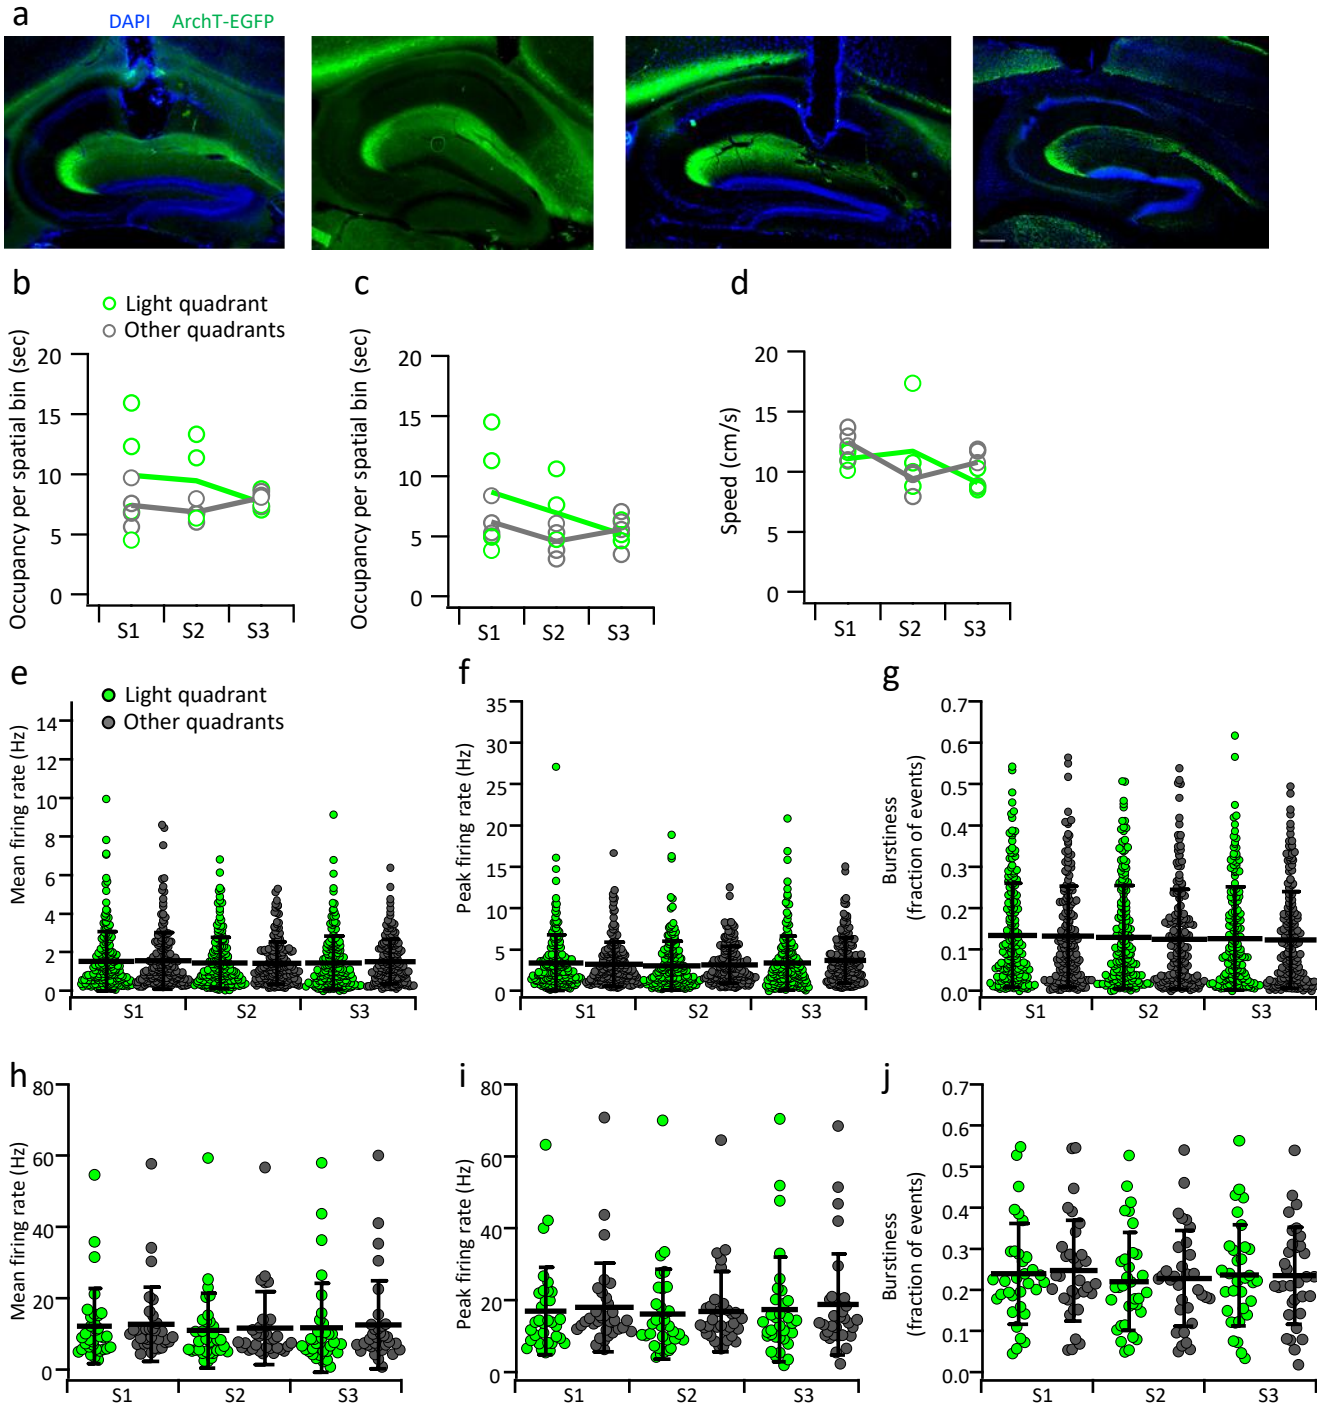 a
DAPI ArchT-EGFP
b
Light quadrant
Other quadrants
Occupancy per spatial bin (sec)
20
15
10
5
0
S1 S2 S3
c
Occupancy per spatial bin (sec)
20
15
10
5
0
S1 S2 S3
d
Speed (cm/s)
20
15
10
5
0
S1 S2 S3
e
Light quadrant
Other quadrants
Mean firing rate (Hz)
14
12
10
8
6
4
2
0
S1 S2 S3
f
Peak firing rate (Hz)
35
30
25
20
15
10
5
0
S1 S2 S3
g
Burstiness
(fraction of events)
0.7
0.6
0.5
0.4
0.3
0.2
0.1
0.0
S1 S2 S3
h
Mean firing rate (Hz)
80
60
40
20
0
S1 S2 S3
i
Peak firing rate (Hz)
80
60
40
20
0
S1 S2 S3
j
Burstiness
(fraction of events)
0.7
0.6
0.5
0.4
0.3
0.2
0.1
0.0
S1 S2 S3